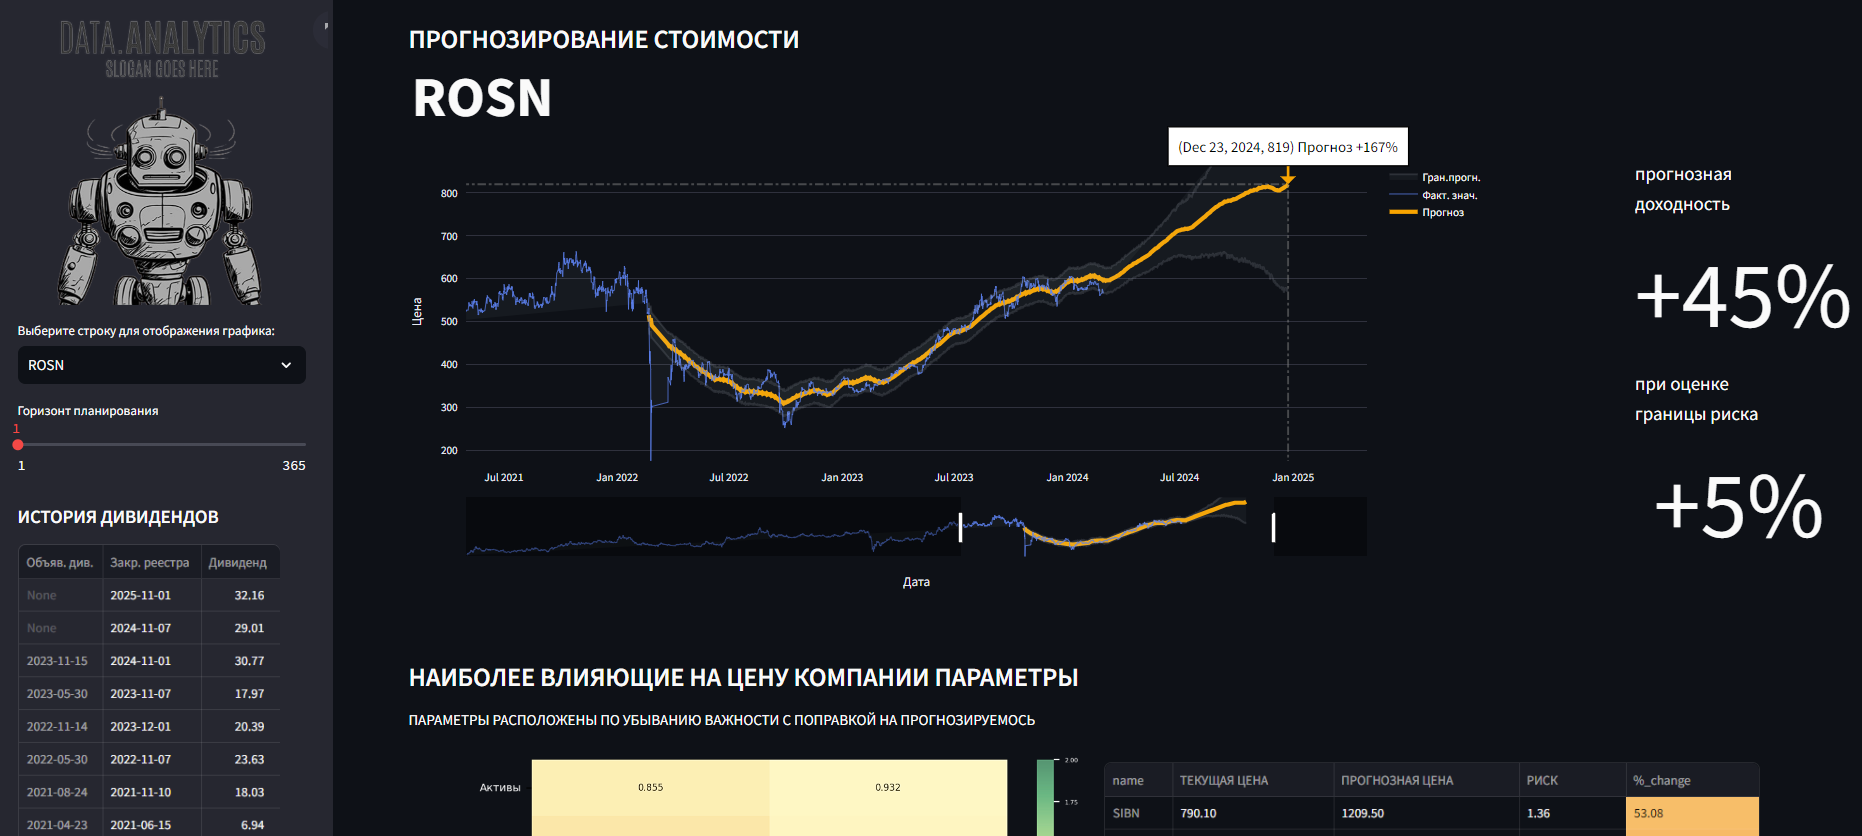 DATA.ANALYTICS
SLOGAN GOES HERE
Выберите строку для отображения графика:
ROSN
Горизонт планирования
1
1 365
ИСТОРИЯ ДИВИДЕНДОВ
Объяв. див. Закр. реестра Дивиденд
None 2025-11-01 32.16
None 2024-11-07 29.01
2023-11-15 2024-11-01 30.77
2023-05-30 2023-11-07 17.97
2022-11-14 2023-12-01 20.39
2022-05-30 2022-11-07 23.63
2021-08-24 2021-11-10 18.03
2021-04-23 2021-06-15 6.94
ПРОГНОЗИРОВАНИЕ СТОИМОСТИ
ROSN
(Dec 23, 2024, 819) Прогноз +167%
Гран.прогн.
Факт. знач.
Прогноз
Цена
800
700
600
500
400
300
200
Jul 2021 Jan 2022 Jul 2022 Jan 2023 Jul 2023 Jan 2024 Jul 2024 Jan 2025
Дата
прогнозная
доходность
+45%
при оценке
границы риска
+5%
НАИБОЛЕЕ ВЛИЯЮЩИЕ НА ЦЕНУ КОМПАНИИ ПАРАМЕТРЫ
ПАРАМЕТРЫ РАСПОЛОЖЕНЫ ПО УБЫВАНИЮ ВАЖНОСТИ С ПОПРАВКОЙ НА ПРОГНОЗИРУЕМОСЬ
Активы 0.855 0.932
2.00
1.75
name ТЕКУЩАЯ ЦЕНА ПРОГНОЗНАЯ ЦЕНА РИСК %_change
SIBN 790.10 1209.50 1.36 53.08